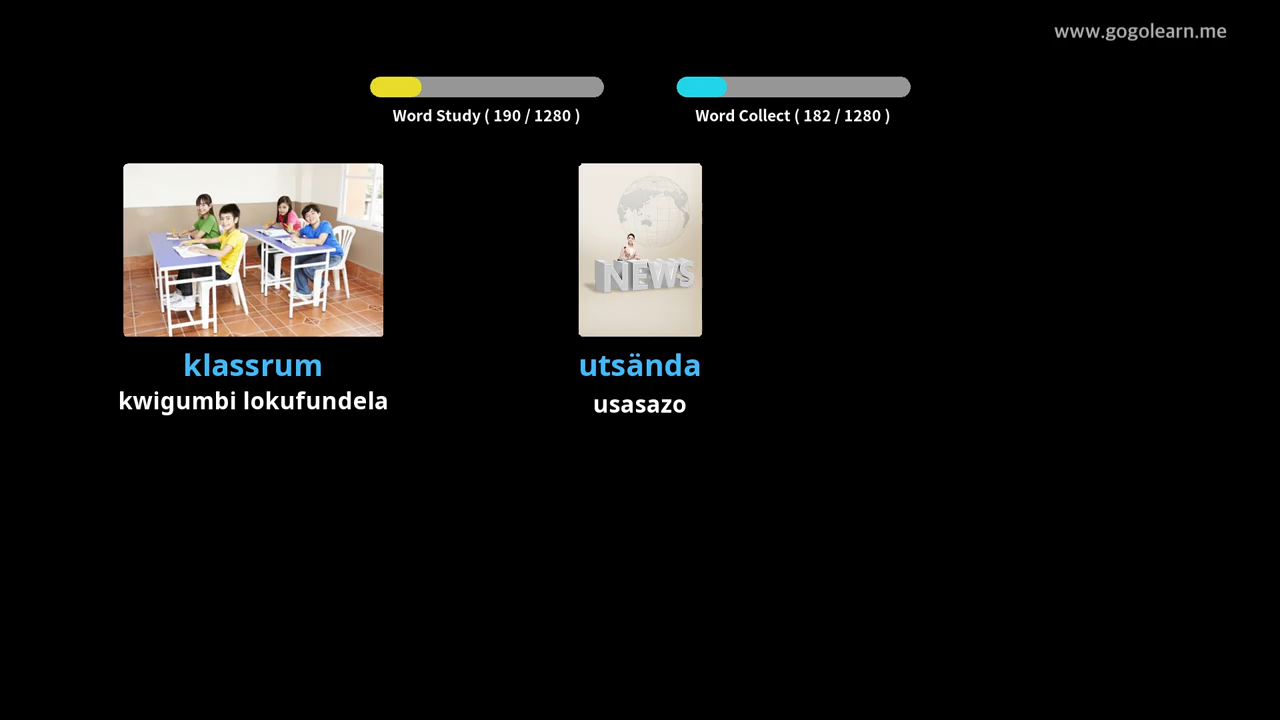 www.gogolearn.me
Word Study ( 190 / 1280 )
Word Collect ( 182 / 1280 )
NEWS
klassrum
kwigumbi lokufundela
utsända
usasazo